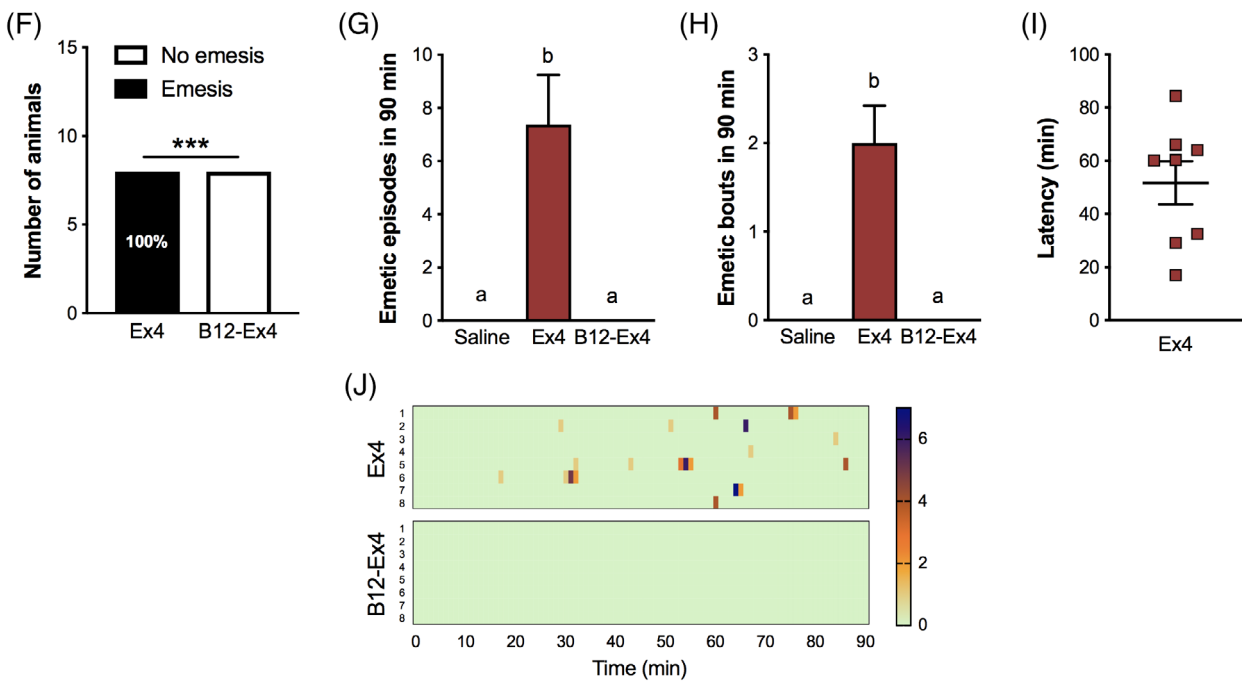 (F)
15
10
5
0
Number of animals
No emesis
Emesis
***
100%
Ex4 B12-Ex4
(G)
10
8
6
4
2
0
Emetic episodes in 90 min
a
b
a
Saline Ex4 B12-Ex4
(H)
3
2
1
0
Emetic bouts in 90 min
a
b
a
Saline Ex4 B12-Ex4
(I)
100
80
60
40
20
0
Latency (min)
Ex4
(J)
Ex4
1
2
3
4
5
6
7
8
B12-Ex4
1
2
3
4
5
6
7
8
0 10 20 30 40 50 60 70 80 90
Time (min)
6
4
2
0